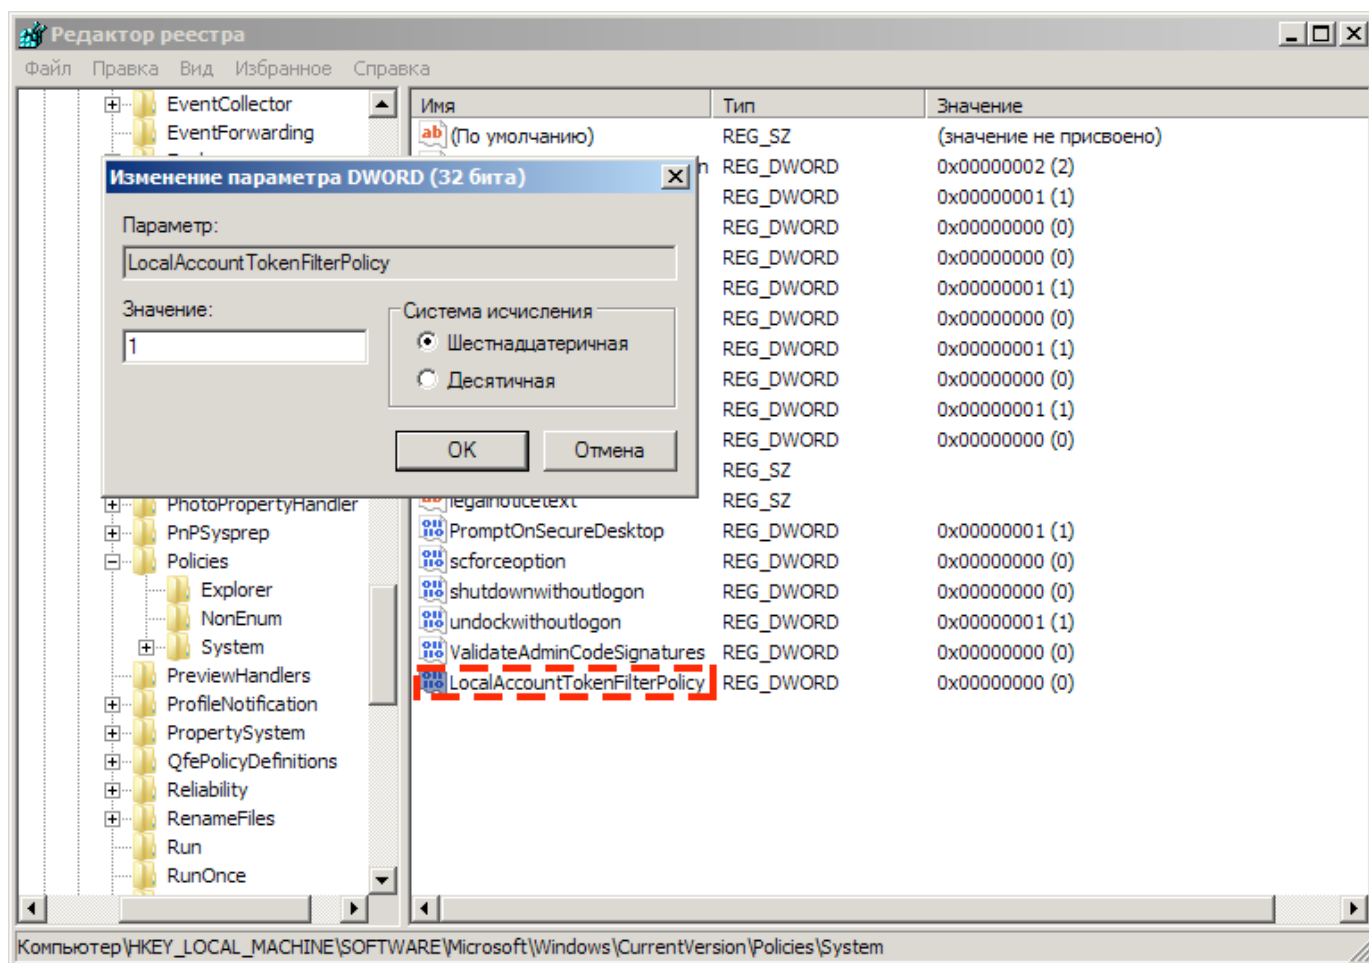 Редактор реестра
Файл Правка Вид Избранное Справка
EventCollector
EventForwarding
PhotoPropertyHandler
PnPSysprep
Policies
Explorer
NonEnum
System
PreviewHandlers
ProfileNotification
PropertySystem
QfePolicyDefinitions
Reliability
RenameFiles
Run
RunOnce
Имя Тип Значение
(По умолчанию) REG_SZ (значение не присвоено)
n REG_DWORD 0x00000002 (2)
REG_DWORD 0x00000001 (1)
REG_DWORD 0x00000000 (0)
REG_DWORD 0x00000000 (0)
REG_DWORD 0x00000001 (1)
REG_DWORD 0x00000000 (0)
REG_DWORD 0x00000001 (1)
REG_DWORD 0x00000000 (0)
REG_DWORD 0x00000001 (1)
REG_DWORD 0x00000000 (0)
REG_SZ
legalnoticetext REG_SZ
PromptOnSecureDesktop REG_DWORD 0x00000001 (1)
scforceoption REG_DWORD 0x00000000 (0)
shutdownwithoutlogon REG_DWORD 0x00000000 (0)
undockwithoutlogon REG_DWORD 0x00000001 (1)
ValidateAdminCodeSignatures REG_DWORD 0x00000000 (0)
LocalAccountTokenFilterPolicy REG_DWORD 0x00000000 (0)
Изменение параметра DWORD (32 бита)
Параметр:
LocalAccountTokenFilterPolicy
Значение:
1
Система исчисления
Шестнадцатеричная
Десятичная
OK Отмена
Компьютер\HKEY_LOCAL_MACHINE\SOFTWARE\Microsoft\Windows\CurrentVersion\Policies\System